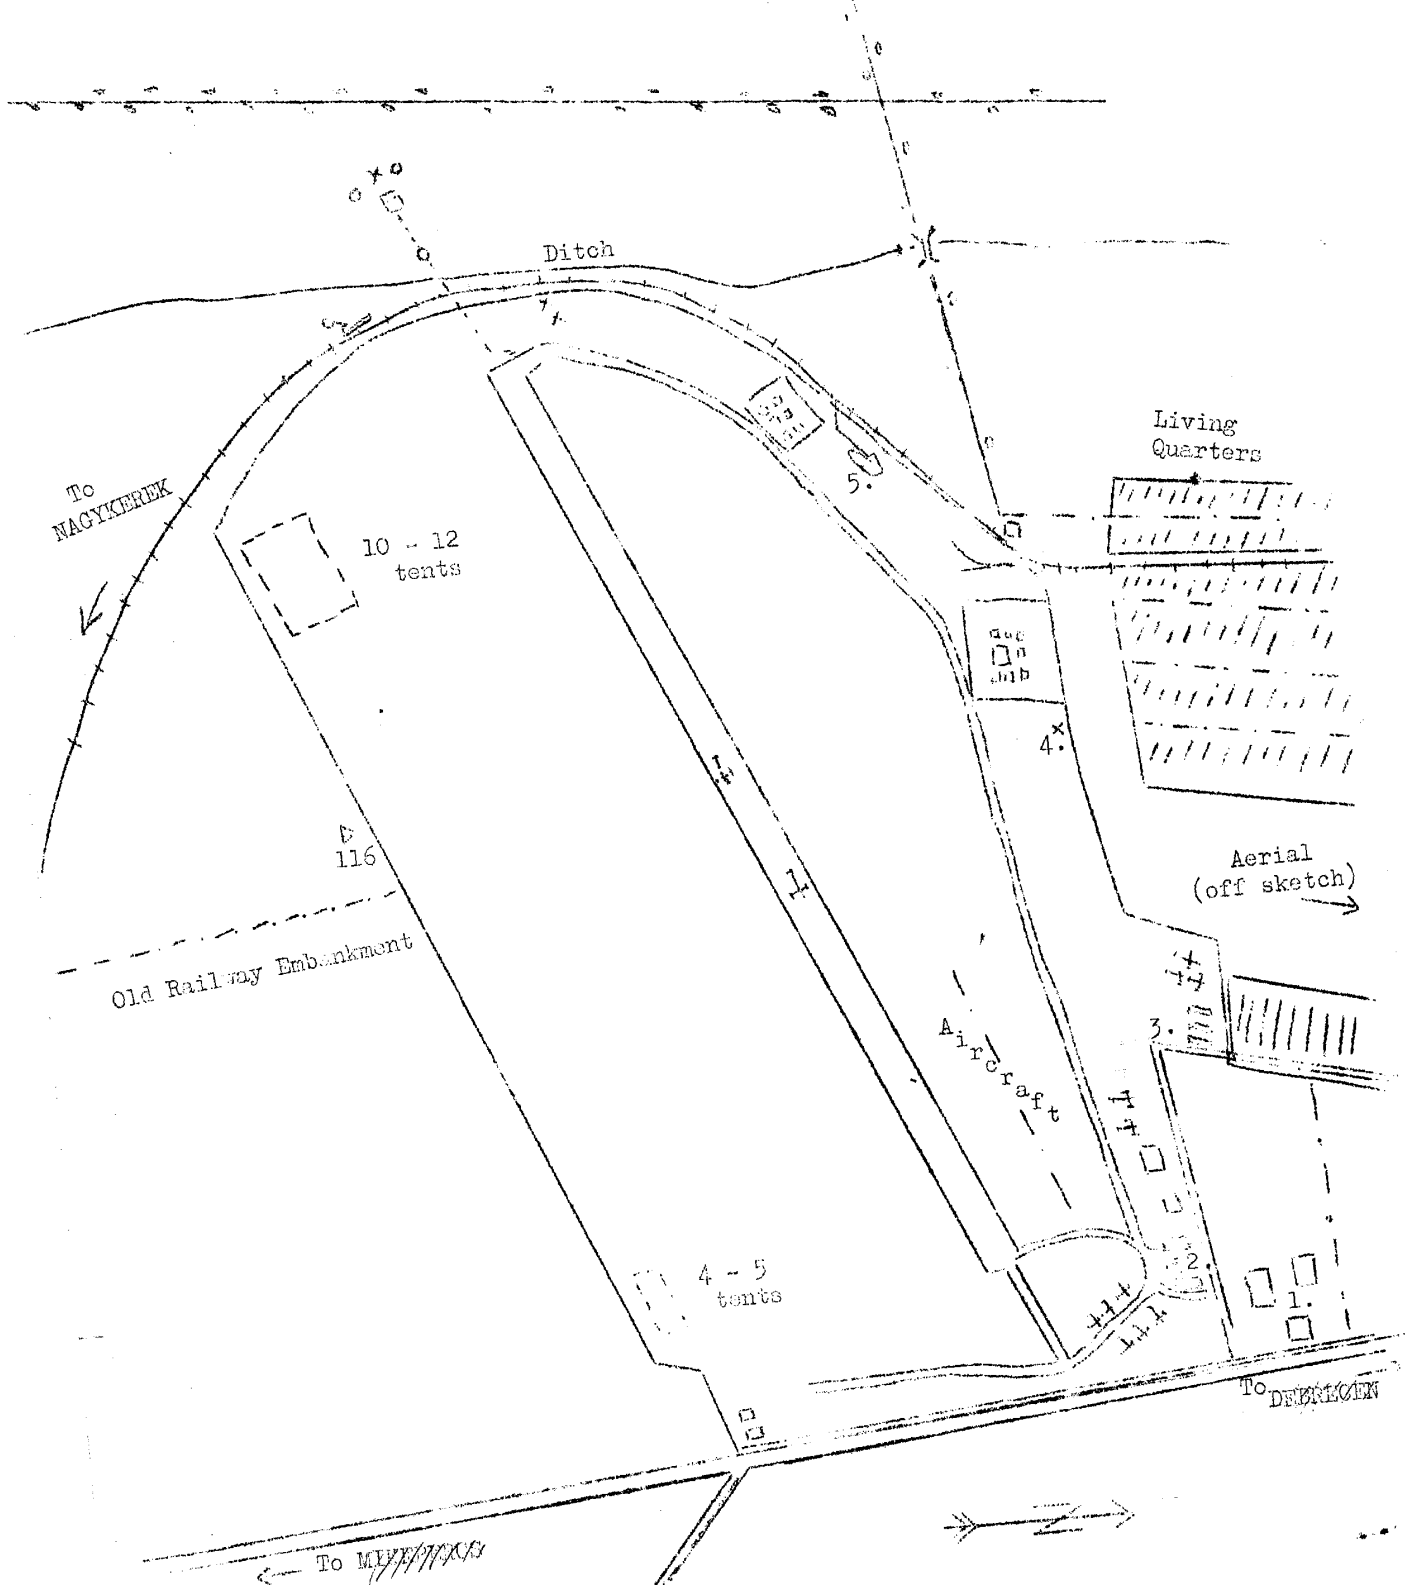 Ditch
Living
Quarters
To
NAGYKEREK
10 - 12
tents
5.
4.
116
Aerial
(off sketch)
Old Railway Embankment
3.
Aircraft
4 - 5
tents
2.
1.
To DEBRECEN
To